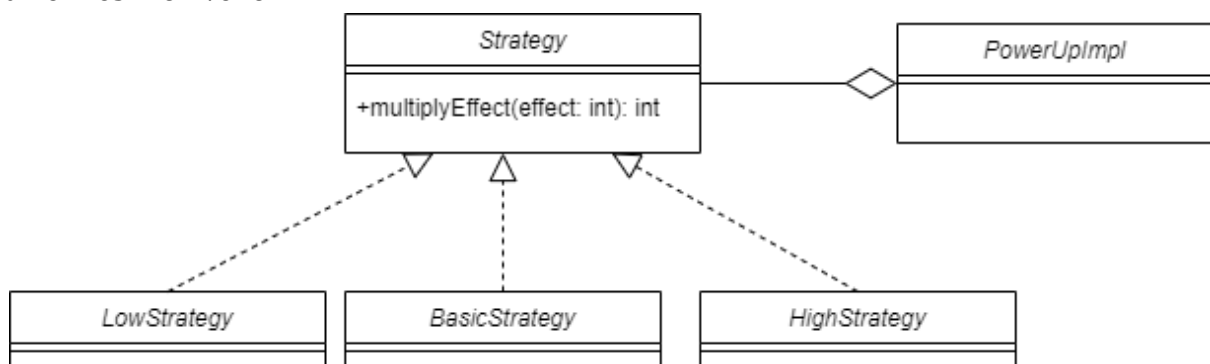 Strategy
PowerUpImpl
+multiplyEffect(effect: int): int
LowStrategy
BasicStrategy
HighStrategy